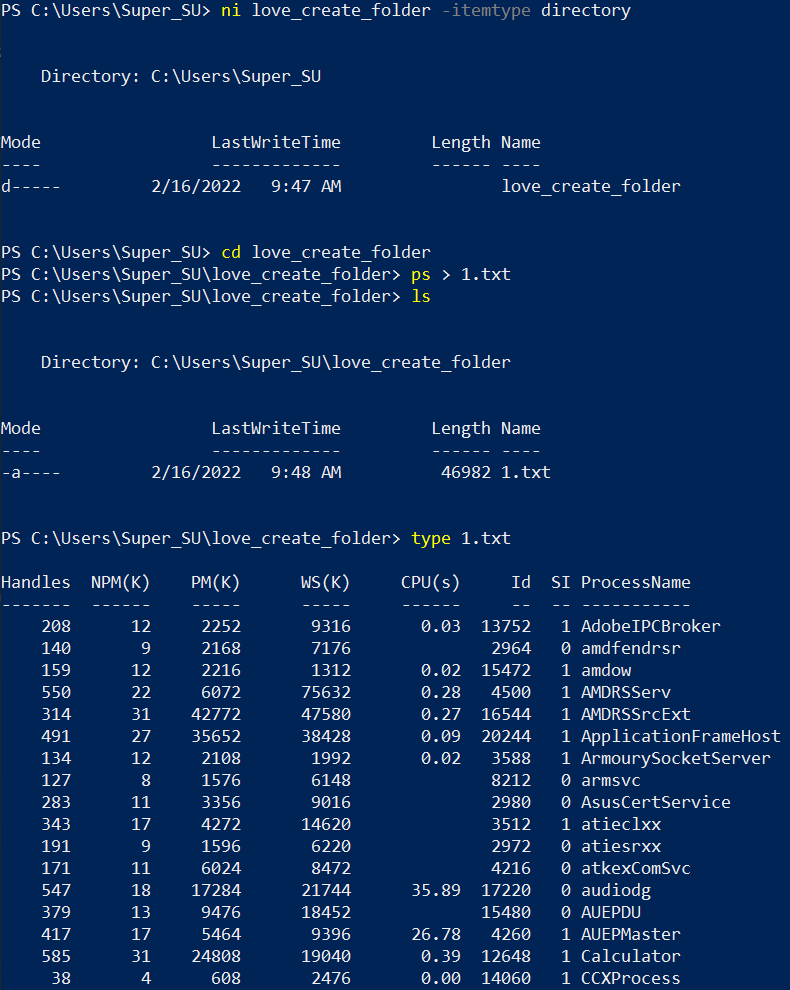 PS C:\Users\Super_SU> ni love_create_folder -itemtype directory
Directory: C:\Users\Super_SU
Mode LastWriteTime Length Name
---- ------------- ------ ----
d----- 2/16/2022 9:47 AM love_create_folder
PS C:\Users\Super_SU> cd love_create_folder
PS C:\Users\Super_SU\love_create_folder> ps > 1.txt
PS C:\Users\Super_SU\love_create_folder> ls
Directory: C:\Users\Super_SU\love_create_folder
Mode LastWriteTime Length Name
---- ------------- ------ ----
-a---- 2/16/2022 9:48 AM 46982 1.txt
PS C:\Users\Super_SU\love_create_folder> type 1.txt
Handles NPM(K) PM(K) WS(K) CPU(s) Id SI ProcessName
------- ------ ----- ----- ------ -- -- -----------
208 12 2252 9316 0.03 13752 1 AdobeIPCBroker
140 9 2168 7176 2964 0 amdfendrsr
159 12 2216 1312 0.02 15472 1 amdow
550 22 6072 75632 0.28 4500 1 AMDRSServ
314 31 42772 47580 0.27 16544 1 AMDRSSrcExt
491 27 35652 38428 0.09 20244 1 ApplicationFrameHost
134 12 2108 1992 0.02 3588 1 ArmourySocketServer
127 8 1576 6148 8212 0 armsvc
283 11 3356 9016 2980 0 AsusCertService
343 17 4272 14620 3512 1 atieclxx
191 9 1596 6220 2972 0 atiesrxx
171 11 6024 8472 4216 0 atkexComSvc
547 18 17284 21744 35.89 17220 0 audiodg
379 13 9476 18452 15480 0 AUEPDU
417 17 5464 9396 26.78 4260 1 AUEPMaster
585 31 24808 19040 0.39 12648 1 Calculator
38 4 608 2476 0.00 14060 1 CCXProcess